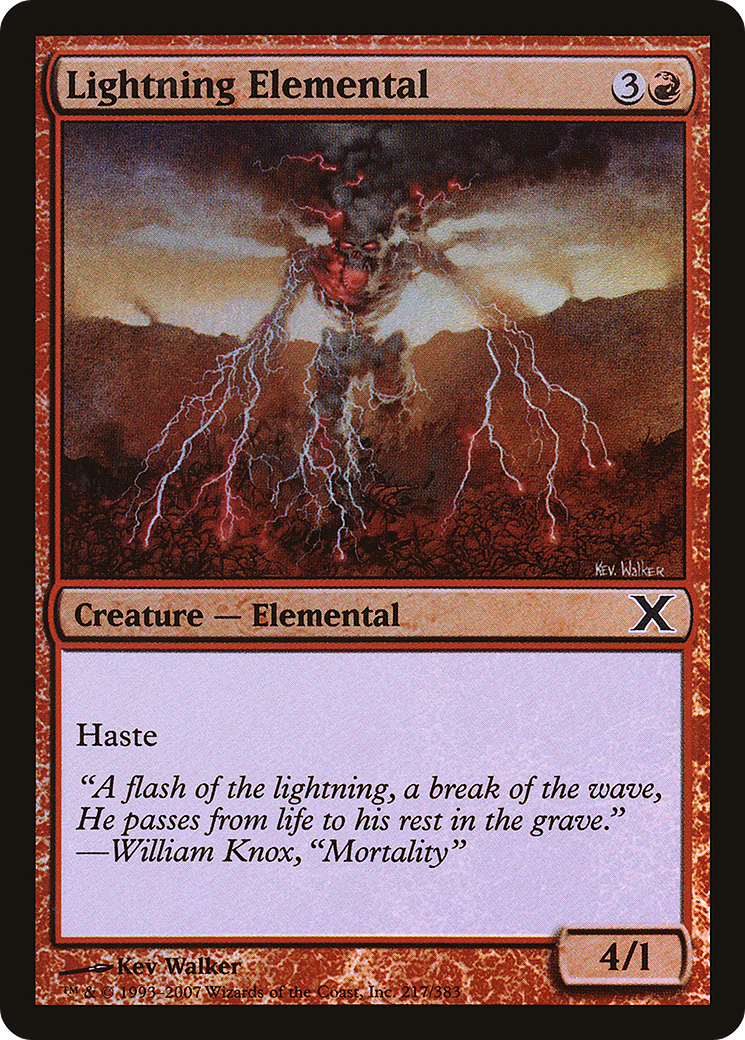 Lightning Elemental 3
Kev. Walker
Creature — Elemental X
Haste
“A flash of the lightning, a break of the wave,
He passes from life to his rest in the grave.”
—William Knox, “Mortality”
4/1
Kev Walker
™ & © 1993–2007 Wizards of the Coast, Inc. 217/383